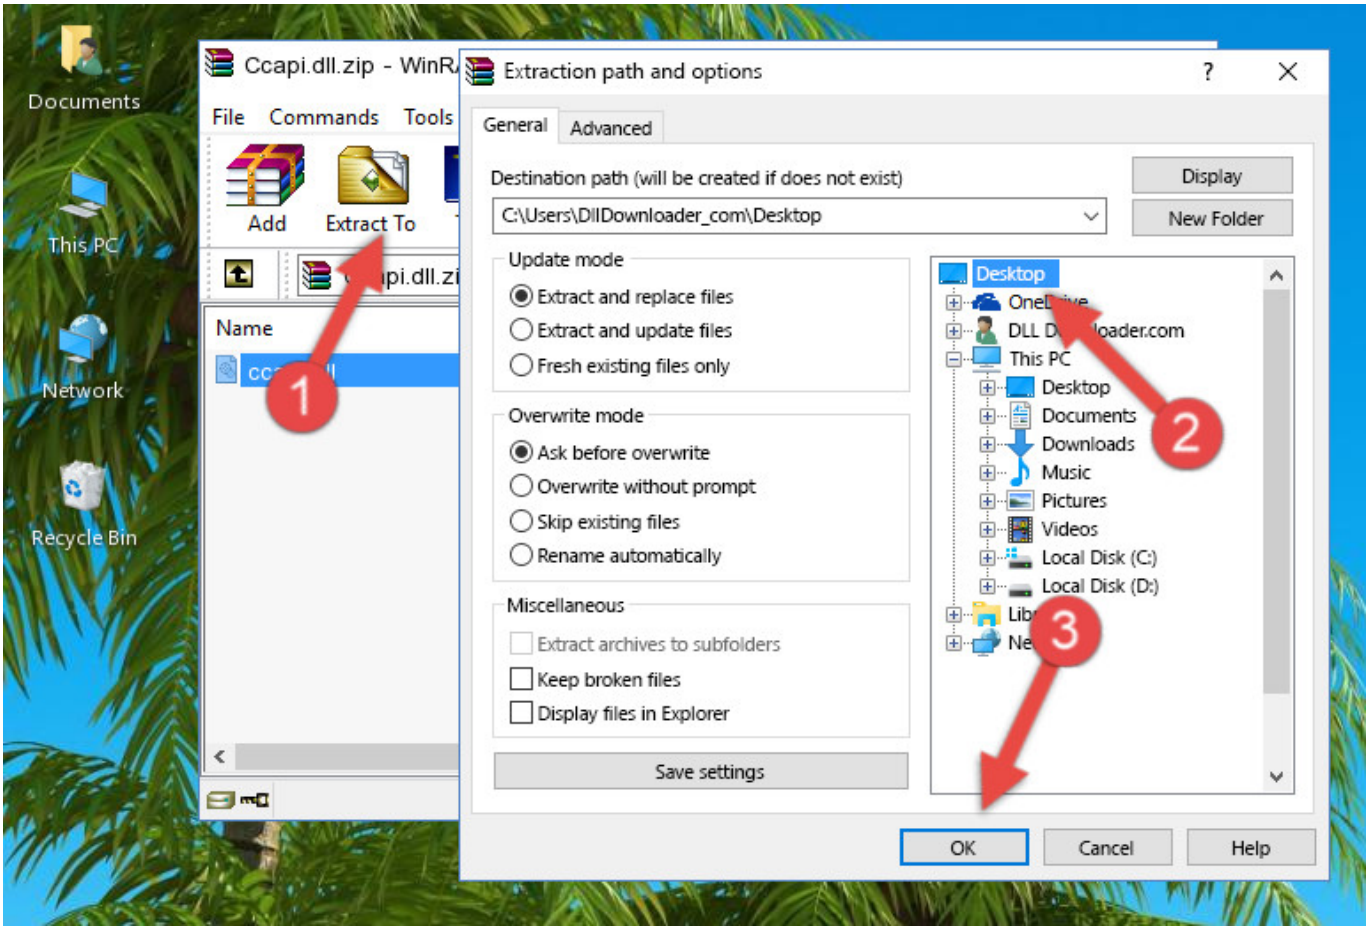 Documents
This PC
Network
Recycle Bin
Ccapi.dll.zip - WinR
File Commands Tools
Add Extract To
Name
1
Extraction path and options
? 
General Advanced
Destination path (will be created if does not exist)
C:\Users\DllDownloader_com\Desktop
Display
New Folder
Update mode
Extract and replace files
Extract and update files
Fresh existing files only
Overwrite mode
Ask before overwrite
Overwrite without prompt
Skip existing files
Rename automatically
Miscellaneous
Extract archives to subfolders
Keep broken files
Display files in Explorer
Save settings
Desktop
OneDrive
DLL Downloader.com
This PC
Desktop
Documents
2
Downloads
Music
Pictures
Videos
Local Disk (C:)
Local Disk (D:)
3
OK Cancel Help